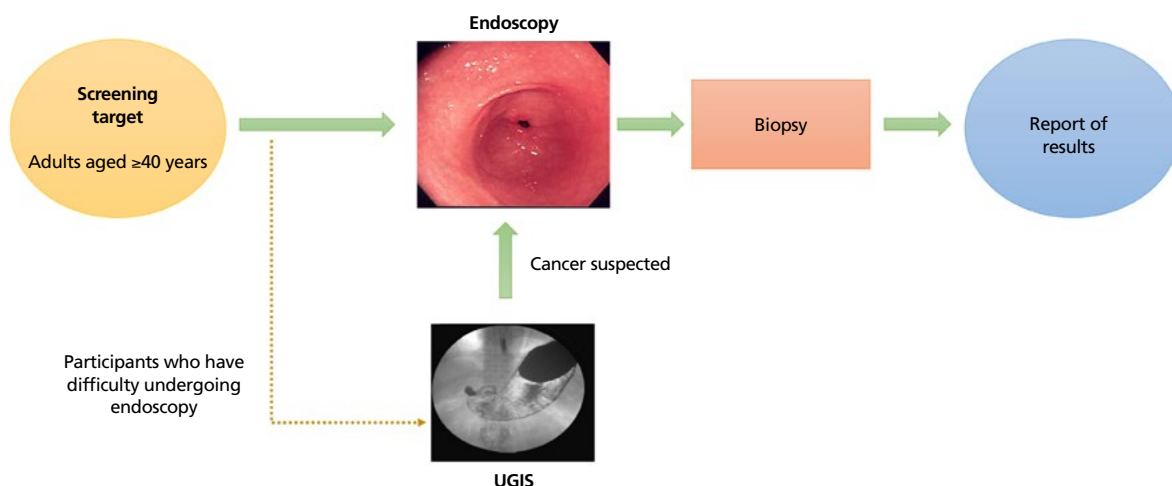 Endoscopy
Screening
target
Adults aged ≥40 years
Biopsy
Report of
results
Cancer suspected
Participants who have
difficulty undergoing
endoscopy
UGIS